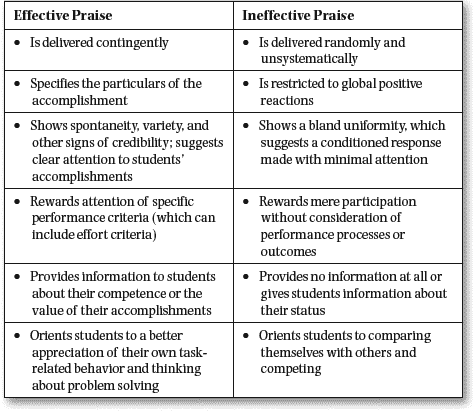 Effective Praise
Ineffective Praise
• Is delivered contingently
• Is delivered randomly and
unsystematically
• Specifies the particulars of the
accomplishment
• Is restricted to global positive
reactions
• Shows spontaneity, variety, and
other signs of credibility; suggests
clear attention to students’
accomplishments
• Shows a bland uniformity, which
suggests a conditioned response
made with minimal attention
• Rewards attention of specific
performance criteria (which can
include effort criteria)
• Rewards mere participation
without consideration of
performance processes or
outcomes
• Provides information to students
about their competence or the
value of their accomplishments
• Provides no information at all or
gives students information about
their status
• Orients students to a better
appreciation of their own task-
related behavior and thinking
about problem solving
• Orients students to comparing
themselves with others and
competing